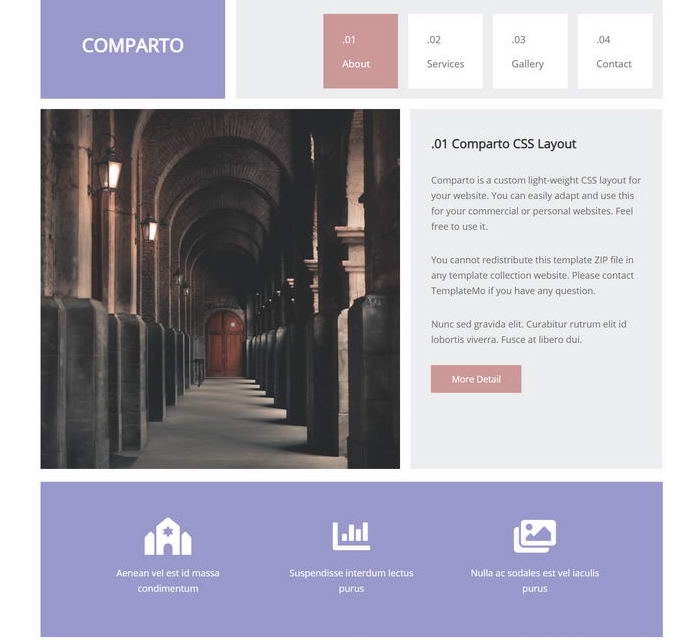 COMPARTO
.01
About
.02
Services
.03
Gallery
.04
Contact
.01 Comparto CSS Layout
Comparto is a custom light-weight CSS layout for
your website. You can easily adapt and use this
for your commercial or personal websites. Feel
free to use it.
You cannot redistribute this template ZIP file in
any template collection website. Please contact
TemplateMo if you have any question.
Nunc sed gravida elit. Curabitur rutrum elit id
lobortis viverra. Fusce at libero dui.
More Detail
Aenean vel est id massa
condimentum
Suspendisse interdum lectus
purus
Nulla ac sodales est vel iaculis
purus